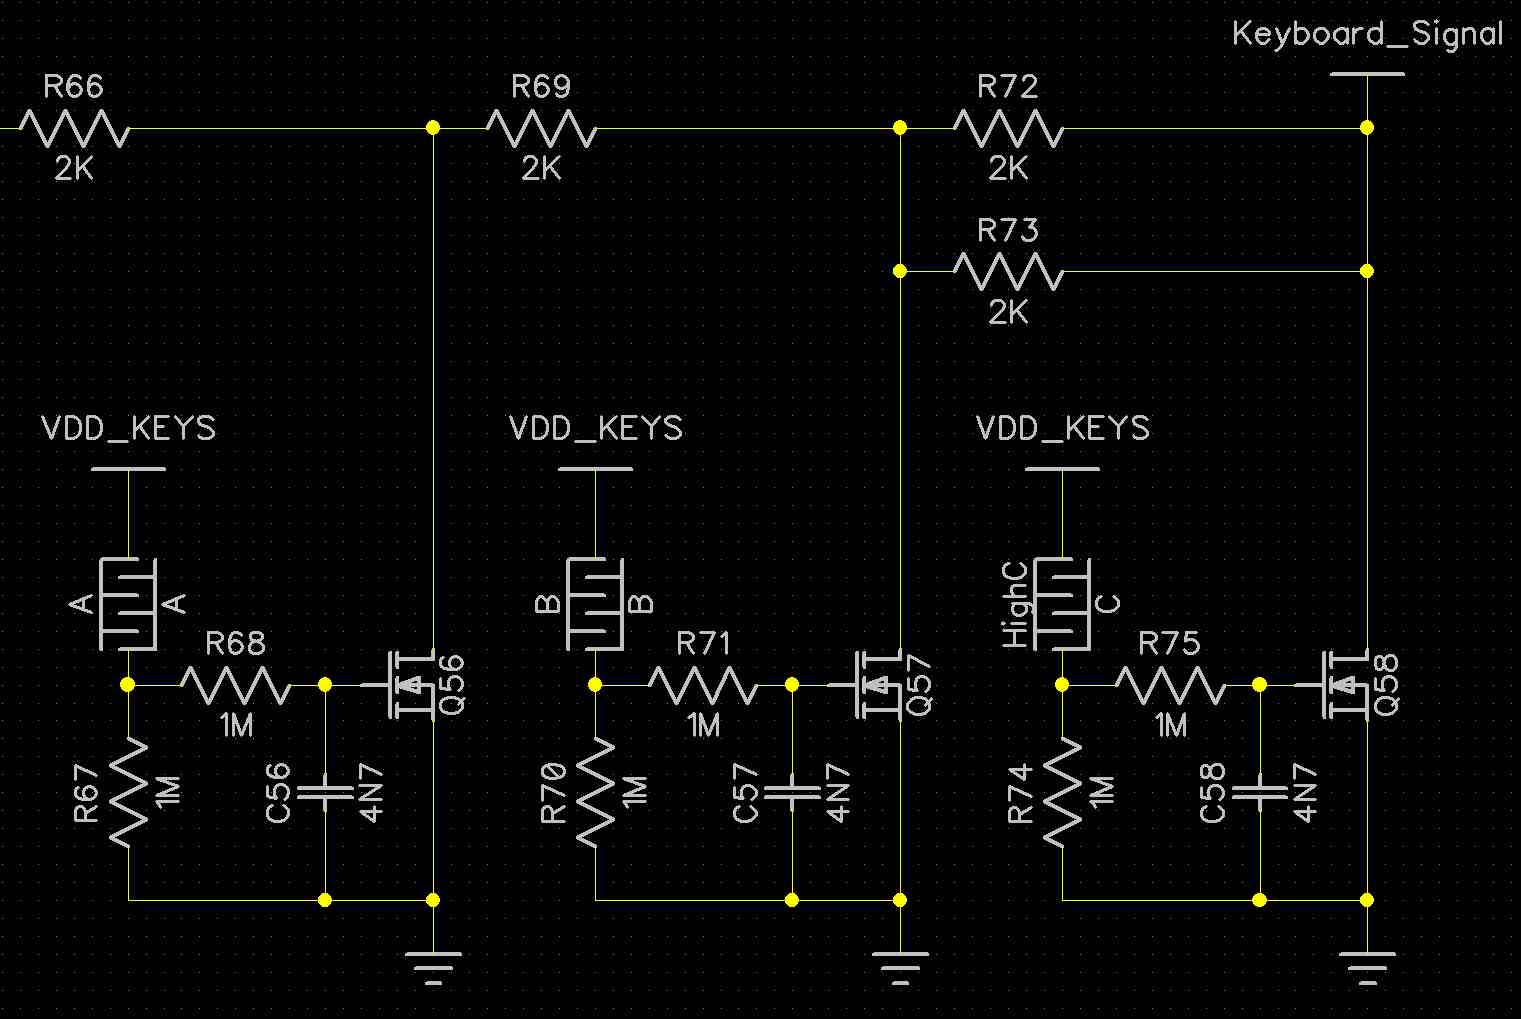 Keyboard_Signal
R66
R69
R72
2K
2K
2K
R73
2K
VDD_KEYS
VDD_KEYS
VDD_KEYS
A
A
R68
1M
Q56
R67
1M
C56
4N7
B
B
R71
1M
Q57
R70
1M
C57
4N7
HighC
C
R75
1M
Q58
R74
1M
C58
4N7